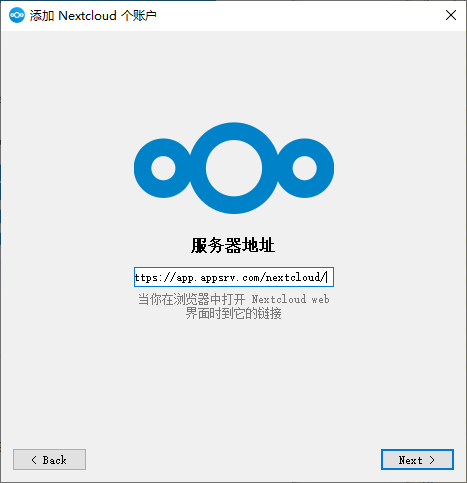 添加 Nextcloud 个账户
服务器地址
ttps://app.appsrv.com/nextcloud/
当你在浏览器中打开 Nextcloud web
界面时到它的链接
< Back
Next >